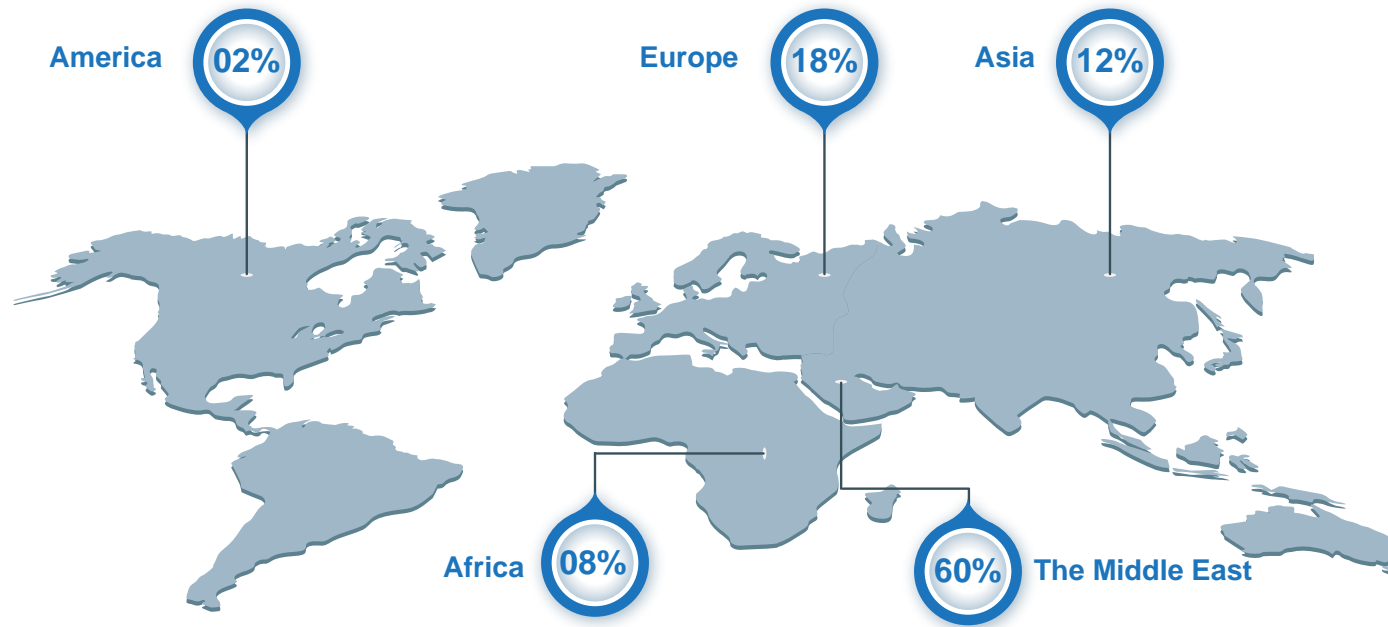 America 02%
Europe 18%
Asia 12%
Africa 08%
60% The Middle East